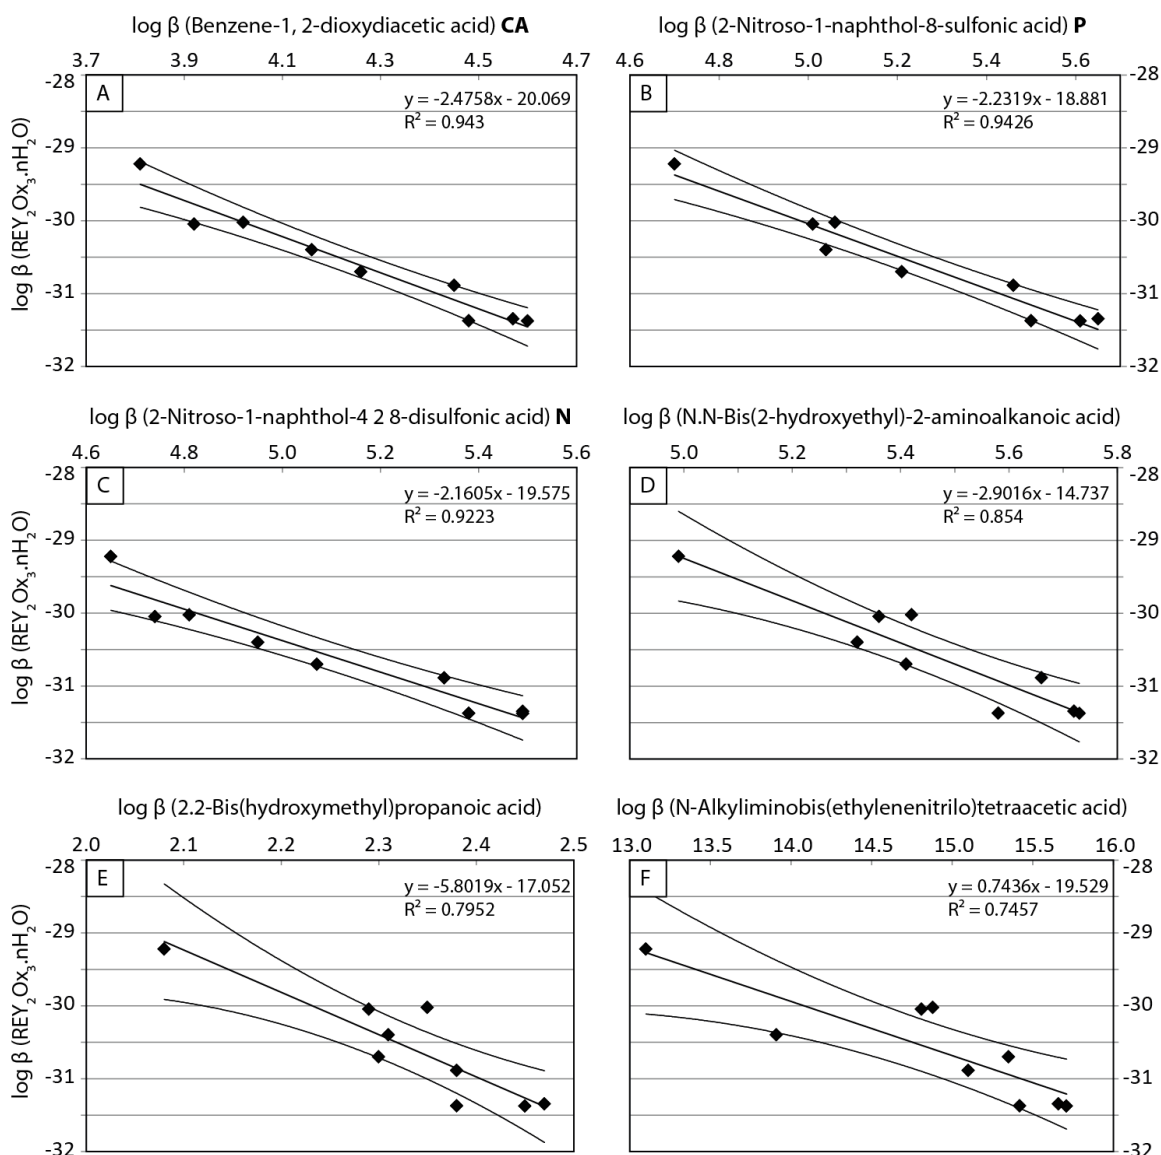 log β (Benzene-1, 2-dioxydiacetic acid) CA
3.7 3.9 4.1 4.3 4.5 4.7
A
y = -2.4758x - 20.069
R² = 0.943
-28
-29
-30
-31
-32
log β (REY₂Ox₃.nH₂O)
log β (2-Nitroso-1-naphthol-8-sulfonic acid) P
4.6 4.8 5.0 5.2 5.4 5.6
B
y = -2.2319x - 18.881
R² = 0.9426
-28
-29
-30
-31
-32
log β (2-Nitroso-1-naphthol-4 2 8-disulfonic acid) N
4.6 4.8 5.0 5.2 5.4 5.6
C
y = -2.1605x - 19.575
R² = 0.9223
-28
-29
-30
-31
-32
log β (REY₂Ox₃.nH₂O)
log β (N.N-Bis(2-hydroxyethyl)-2-aminoalkanoic acid)
5.0 5.2 5.4 5.6 5.8
D
y = -2.9016x - 14.737
R² = 0.854
-28
-29
-30
-31
-32
log β (2.2-Bis(hydroxymethyl)propanoic acid)
2.0 2.1 2.2 2.3 2.4 2.5
E
y = -5.8019x - 17.052
R² = 0.7952
-28
-29
-30
-31
-32
log β (REY₂Ox₃.nH₂O)
log β (N-Alkyliminobis(ethylenenitrilo)tetraacetic acid)
13.0 13.5 14.0 14.5 15.0 15.5 16.0
F
y = 0.7436x - 19.529
R² = 0.7457
-28
-29
-30
-31
-32